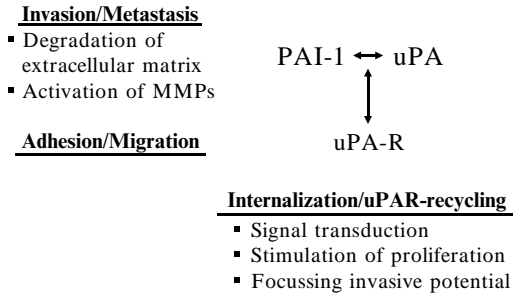 Invasion/Metastasis
▪ Degradation of
extracellular matrix
▪ Activation of MMPs
Adhesion/Migration
PAI-1 ↔ uPA
uPA-R
Internalization/uPAR-recycling
▪ Signal transduction
▪ Stimulation of proliferation
▪ Focussing invasive potential